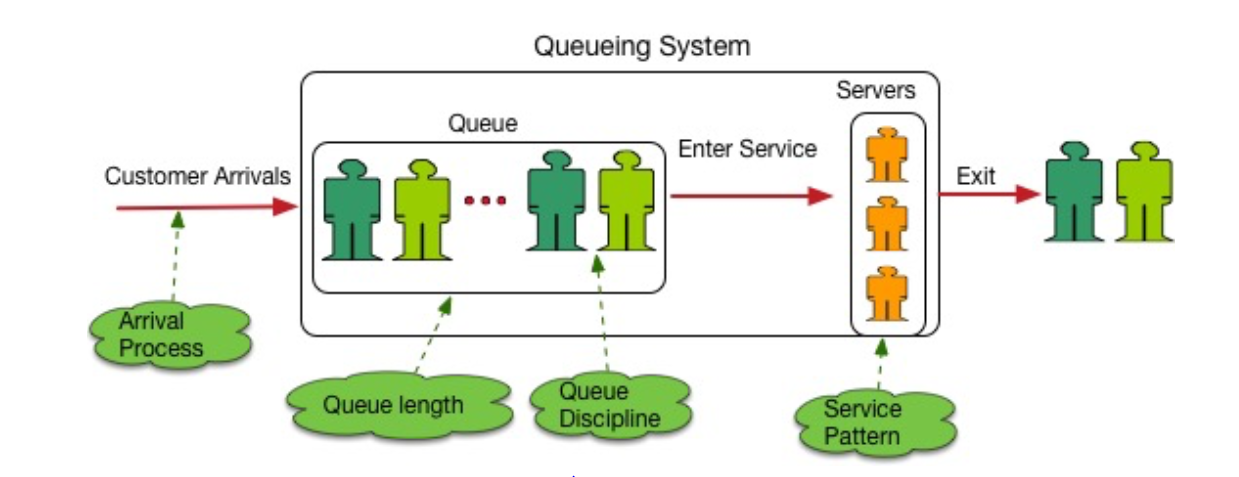 Queueing System
Servers
Queue
Enter Service
Customer Arrivals
Exit
Arrival
Process
Queue length
Queue
Discipline
Service
Pattern